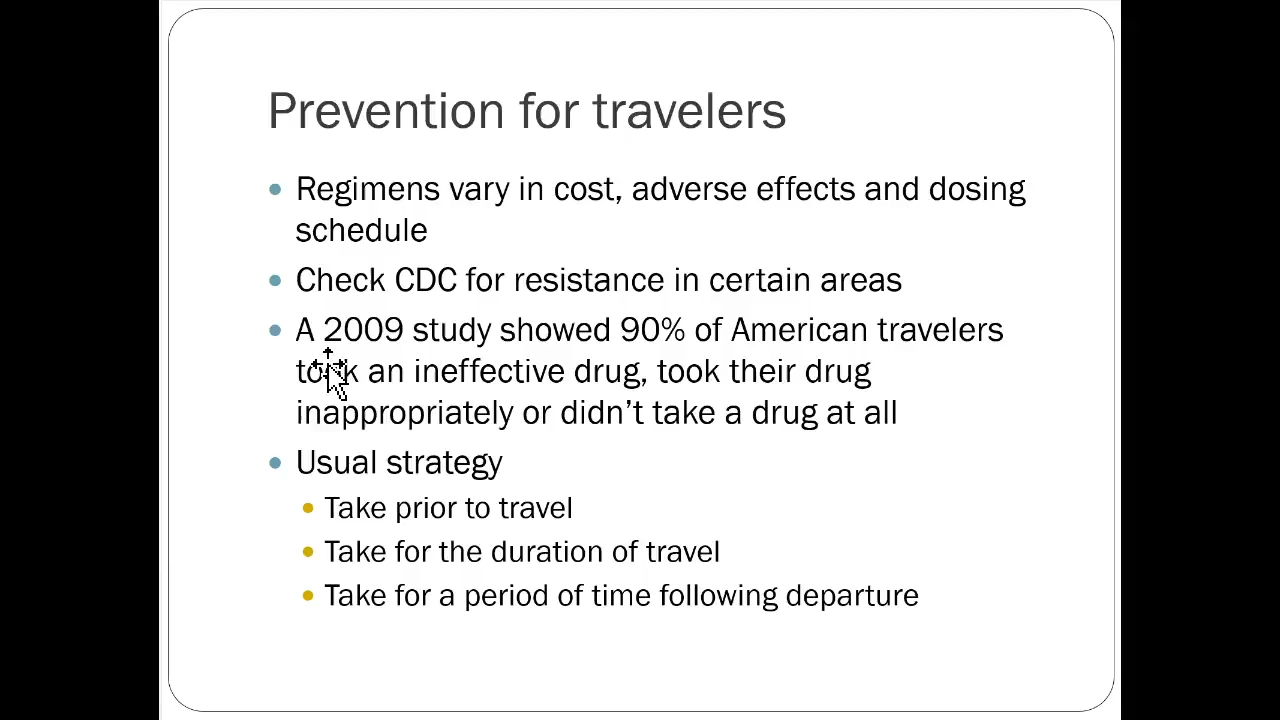 Prevention for travelers
Regimens vary in cost, adverse effects and dosing
schedule
Check CDC for resistance in certain areas
A 2009 study showed 90% of American travelers
took an ineffective drug, took their drug
inappropriately or didn’t take a drug at all
Usual strategy
Take prior to travel
Take for the duration of travel
Take for a period of time following departure